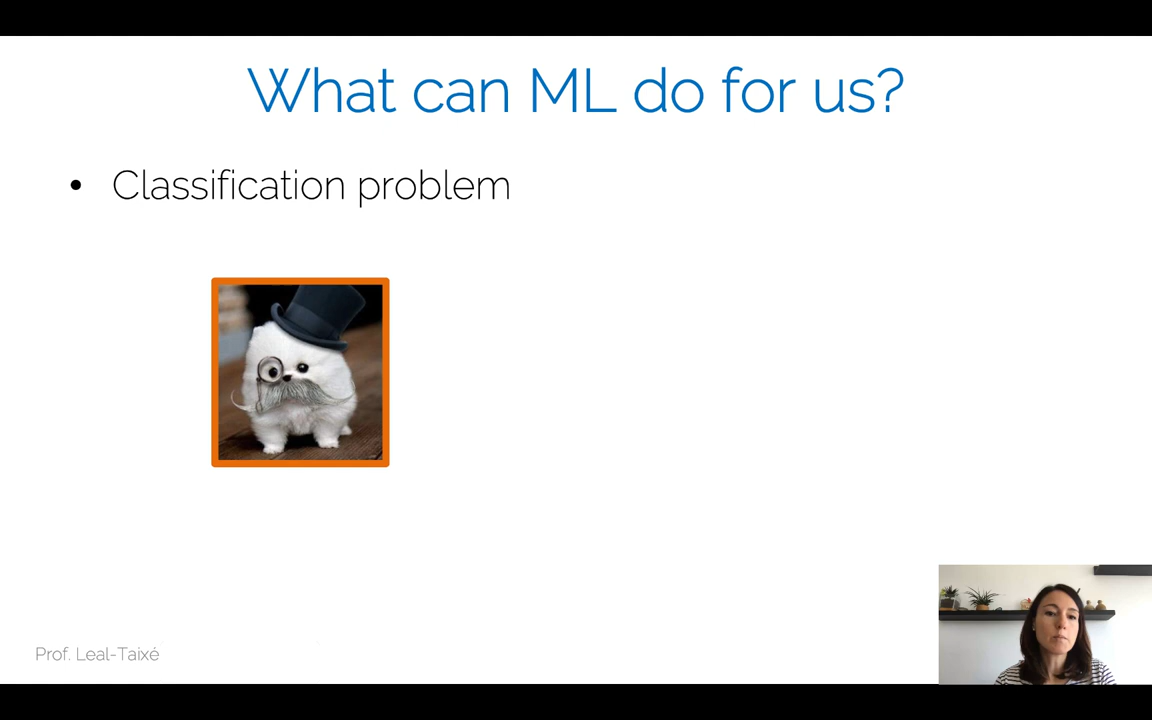 What can ML do for us?
• Classification problem
Prof. Leal-Taixé